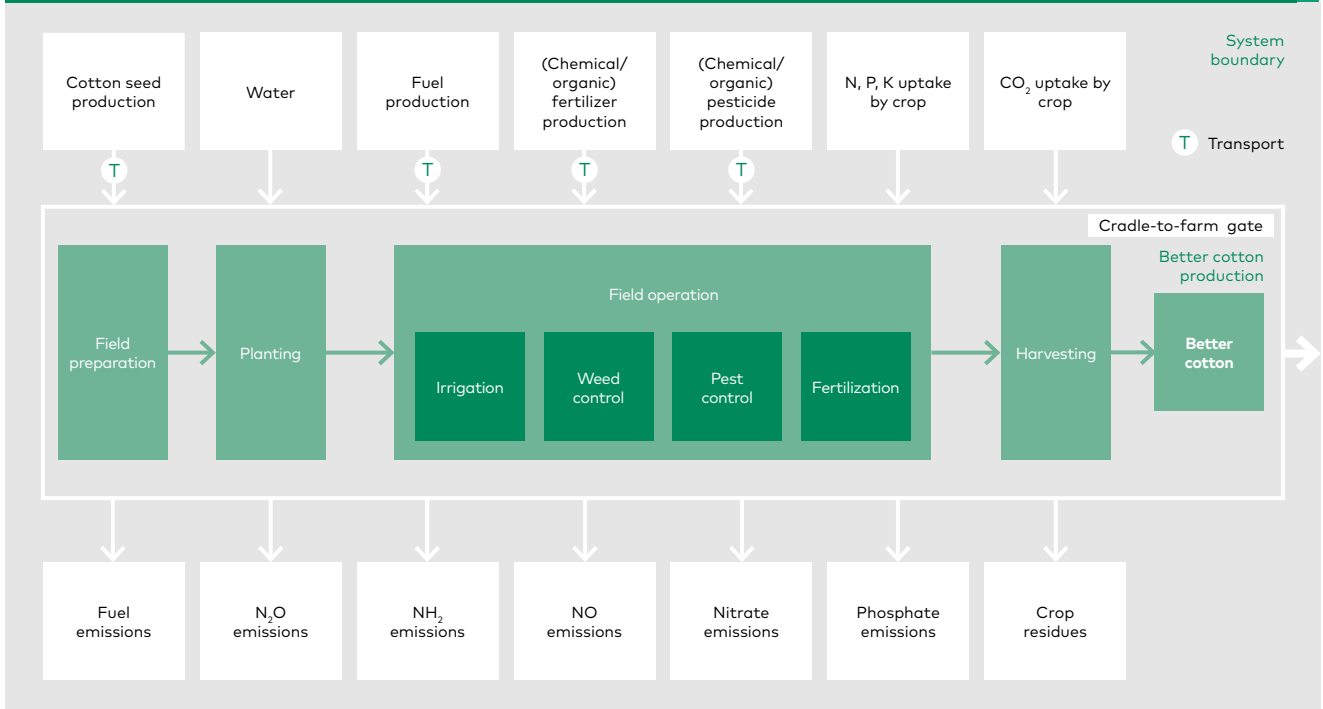 Cotton seed
production
Water
Fuel
production
(Chemical/
organic)
fertilizer
production
(Chemical/
organic)
pesticide
production
N, P, K uptake
by crop
CO₂ uptake by
crop
System
boundary
T Transport
T
T
T
T
Cradle-to-farm gate
Better cotton
production
Field
preparation
Planting
Field operation
Irrigation
Weed
control
Pest
control
Fertilization
Harvesting
Better
cotton
Fuel
emissions
N₂O
emissions
NH₂
emissions
NO
emissions
Nitrate
emissions
Phosphate
emissions
Crop
residues